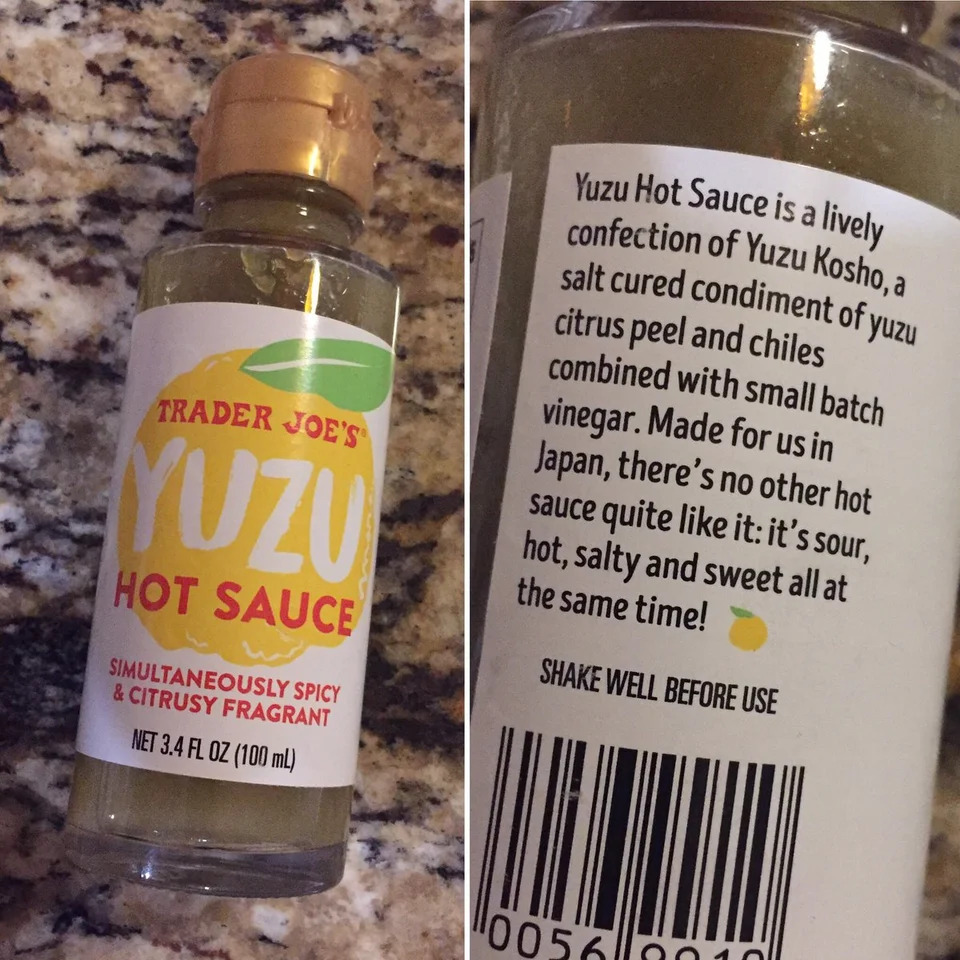 TRADER JOE'S®
YUZU
HOT SAUCE
SIMULTANEOUSLY SPICY
& CITRUSY FRAGRANT
NET 3.4 FL OZ (100 mL)
Yuzu Hot Sauce is a lively
confection of Yuzu Kosho, a
salt cured condiment of yuzu
citrus peel and chiles
combined with small batch
vinegar. Made for us in
Japan, there's no other hot
sauce quite like it: it's sour,
hot, salty and sweet all at
the same time!
SHAKE WELL BEFORE USE
0056